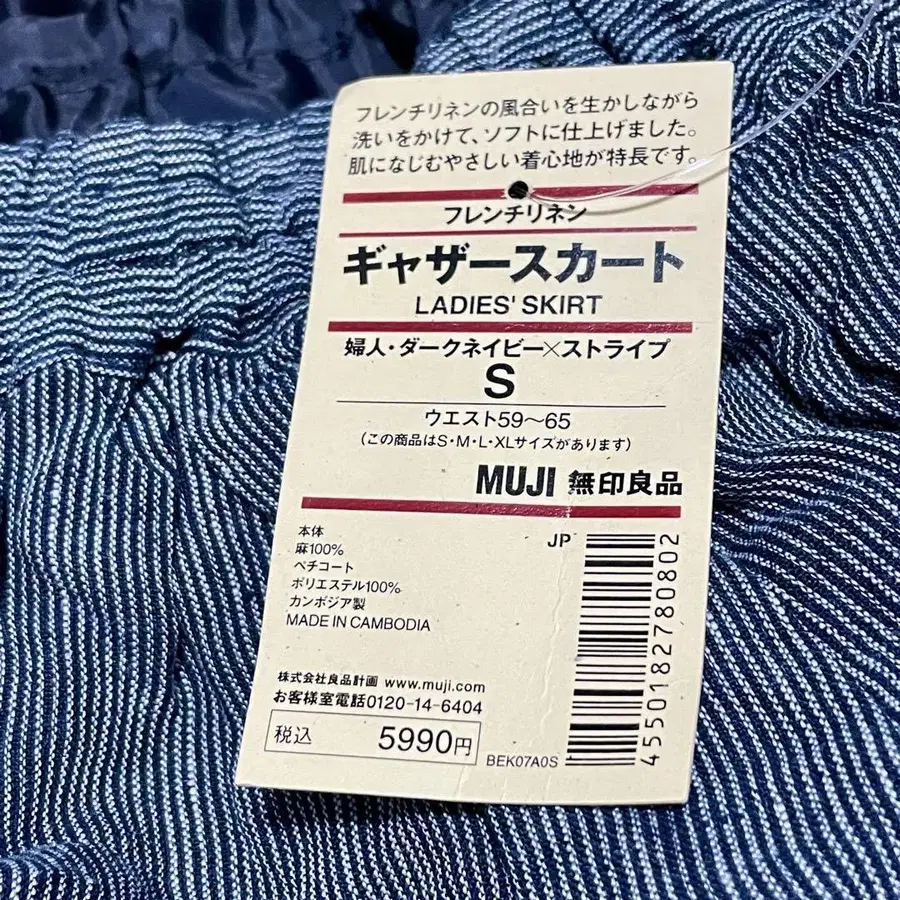 フレンチリネンの風合いを生かしながら
洗いをかけて、ソフトに仕上げました。
肌になじむやさしい着心地が特長です。
フレンチリネン
ギャザースカート
LADIES' SKIRT
婦人・ダークネイビー×ストライプ
S
ウエスト59〜65
(この商品はS・M・L・XLサイズがあります)
MUJI 無印良品
本体
麻100%
ペチコート
ポリエステル100%
カンボジア製
MADE IN CAMBODIA
JP
株式会社良品計画 www.muji.com
お客様室電話0120-14-6404
税込 5990円
BEK07A0S
4550182780802